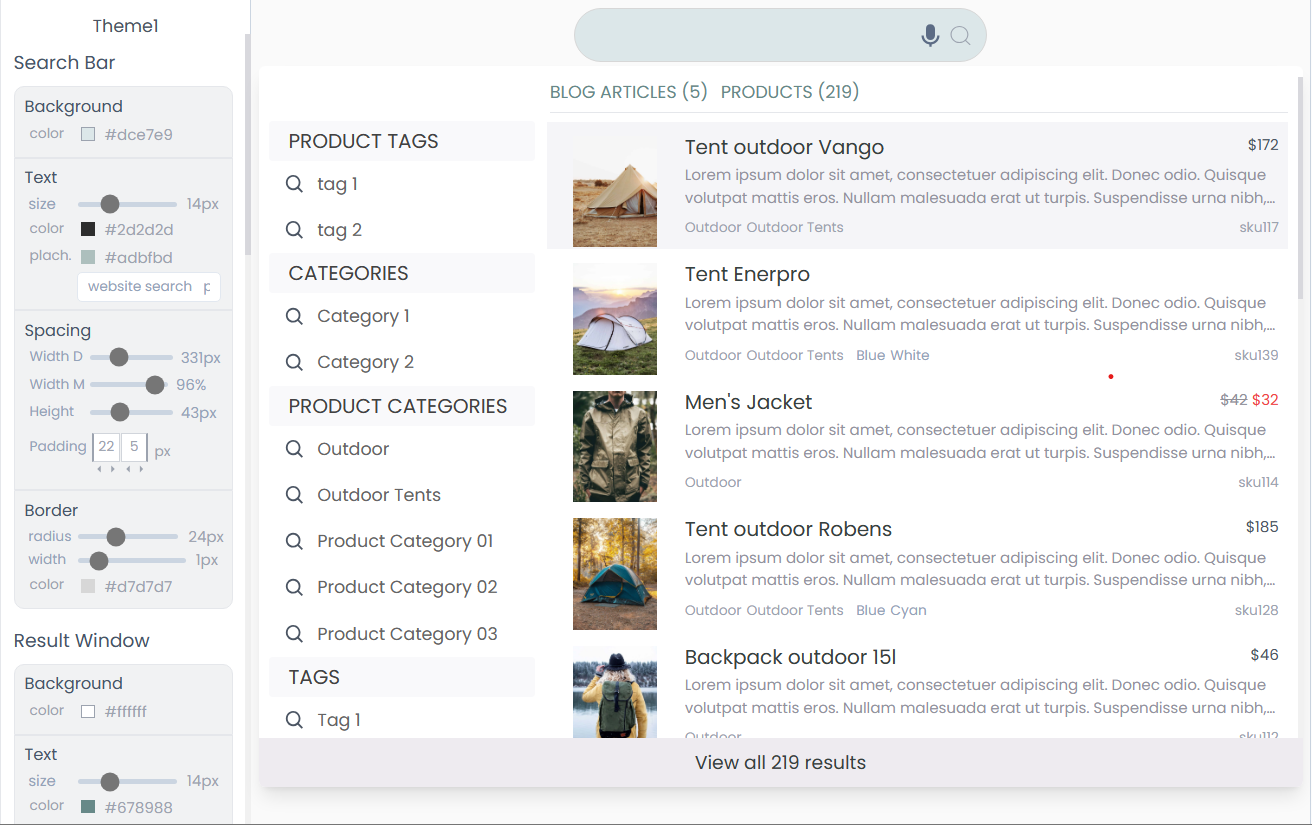 Theme1
Search Bar
Background
color #dce7e9
Text
size 14px
color #2d2d2d
plach. #adbfbd
website search p
Spacing
Width D 331px
Width M 96%
Height 43px
Padding 22 5 px
Border
radius 24px
width 1px
color #d7d7d7
Result Window
Background
color #ffffff
Text
size 14px
color #678988
BLOG ARTICLES (5) PRODUCTS (219)
PRODUCT TAGS
tag 1
tag 2
CATEGORIES
Category 1
Category 2
PRODUCT CATEGORIES
Outdoor
Outdoor Tents
Product Category 01
Product Category 02
Product Category 03
TAGS
Tag 1
Tent outdoor Vango $172
Lorem ipsum dolor sit amet, consectetuer adipiscing elit. Donec odio. Quisque
volutpat mattis eros. Nullam malesuada erat ut turpis. Suspendisse urna nibh,...
Outdoor Outdoor Tents sku117
Tent Enerpro
Lorem ipsum dolor sit amet, consectetuer adipiscing elit. Donec odio. Quisque
volutpat mattis eros. Nullam malesuada erat ut turpis. Suspendisse urna nibh,...
Outdoor Outdoor Tents Blue White sku139
Men's Jacket $42 $32
Lorem ipsum dolor sit amet, consectetuer adipiscing elit. Donec odio. Quisque
volutpat mattis eros. Nullam malesuada erat ut turpis. Suspendisse urna nibh,...
Outdoor sku114
Tent outdoor Robens $185
Lorem ipsum dolor sit amet, consectetuer adipiscing elit. Donec odio. Quisque
volutpat mattis eros. Nullam malesuada erat ut turpis. Suspendisse urna nibh,...
Outdoor Outdoor Tents Blue Cyan sku128
Backpack outdoor 15l $46
Lorem ipsum dolor sit amet, consectetuer adipiscing elit. Donec odio. Quisque
volutpat mattis eros. Nullam malesuada erat ut turpis. Suspendisse urna nibh,...
Outdoor sku112
View all 219 results